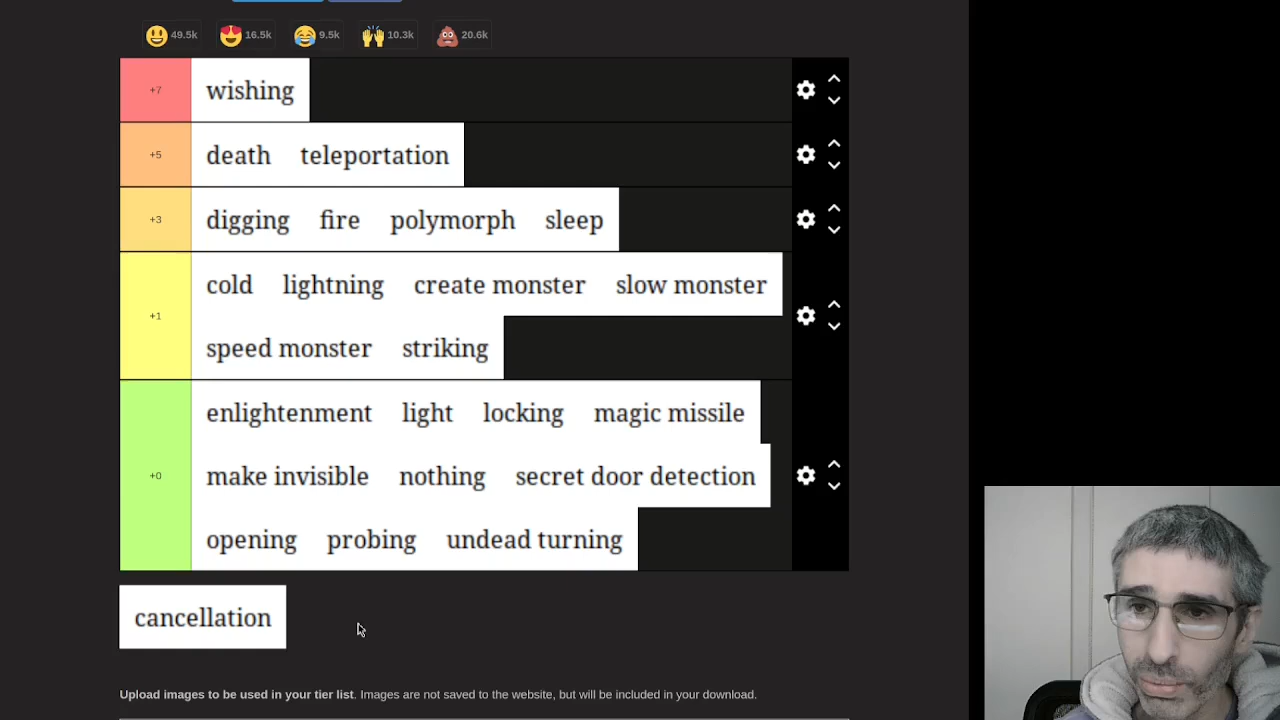 49.5k 16.5k 9.5k 10.3k 20.6k
+7 wishing
+5 death teleportation
+3 digging fire polymorph sleep
cold lightning create monster slow monster
+1
speed monster striking
enlightenment light locking magic missile
+0 make invisible nothing secret door detection
opening probing undead turning
cancellation
Upload images to be used in your tier list. Images are not saved to the website, but will be included in your download.